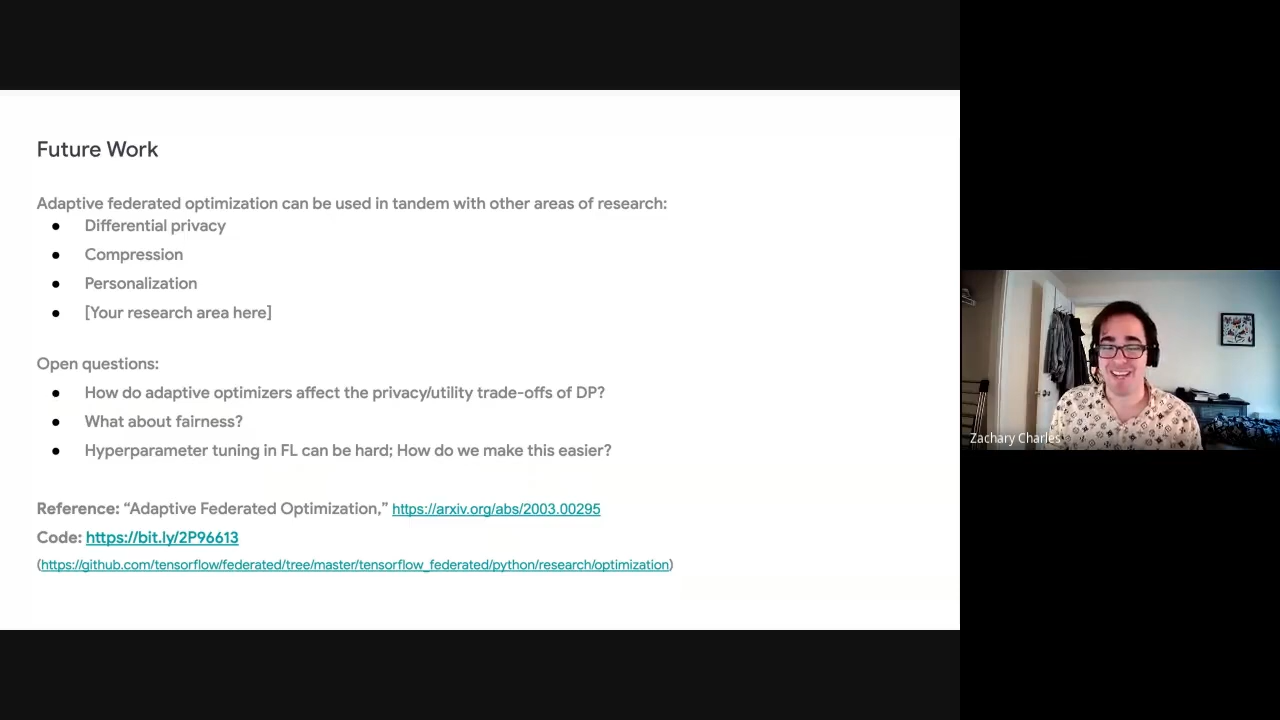 Future Work
Adaptive federated optimization can be used in tandem with other areas of research:
● Differential privacy
● Compression
● Personalization
● [Your research area here]
Open questions:
● How do adaptive optimizers affect the privacy/utility trade-offs of DP?
● What about fairness?
● Hyperparameter tuning in FL can be hard; How do we make this easier?
Reference: “Adaptive Federated Optimization,” https://arxiv.org/abs/2003.00295
Code: https://bit.ly/2P96613
(https://github.com/tensorflow/federated/tree/master/tensorflow_federated/python/research/optimization)
Zachary Charles